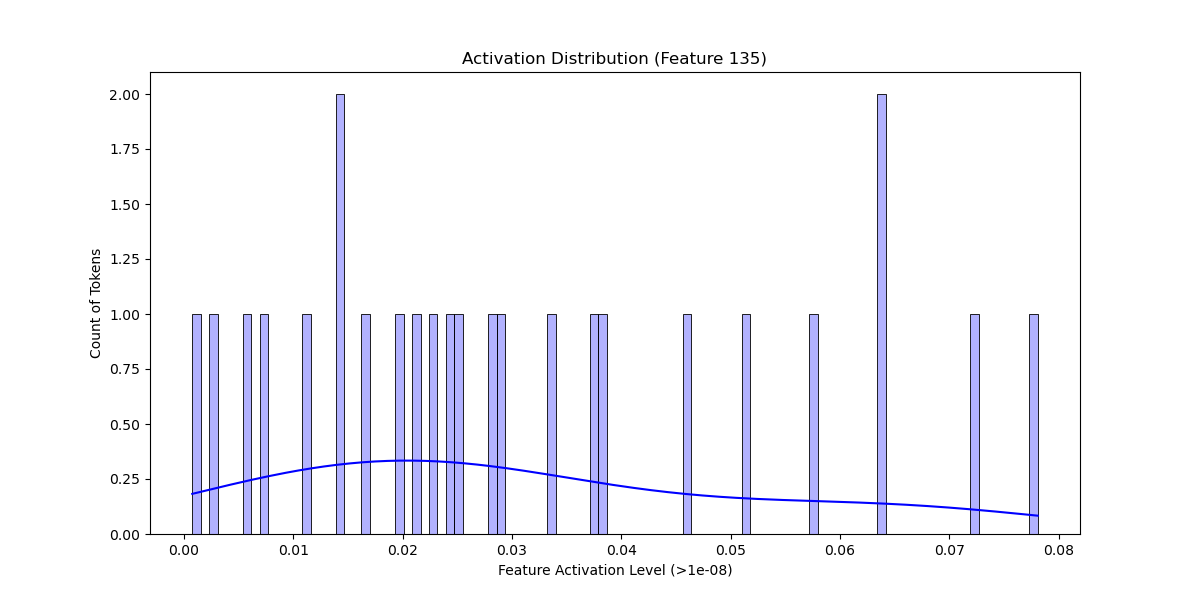 Activation Distribution (Feature 135)
2.00
1.75
1.50
1.25
1.00
0.75
0.50
0.25
0.00
Count of Tokens
0.00 0.01 0.02 0.03 0.04 0.05 0.06 0.07 0.08
Feature Activation Level (>1e-08)